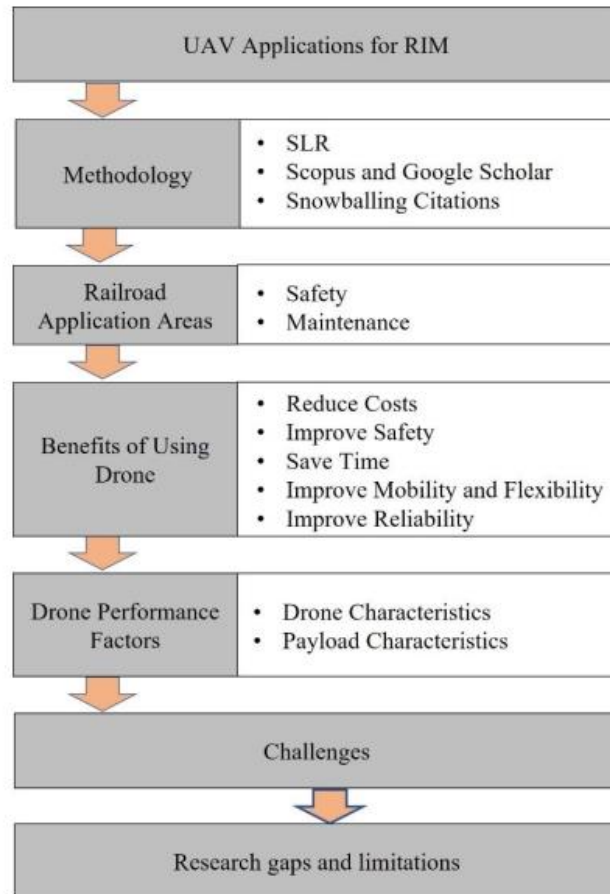 UAV Applications for RIM
Methodology
• SLR
• Scopus and Google Scholar
• Snowballing Citations
Railroad
Application Areas
• Safety
• Maintenance
Benefits of Using
Drone
• Reduce Costs
• Improve Safety
• Save Time
• Improve Mobility and Flexibility
• Improve Reliability
Drone Performance
Factors
• Drone Characteristics
• Payload Characteristics
Challenges
Research gaps and limitations